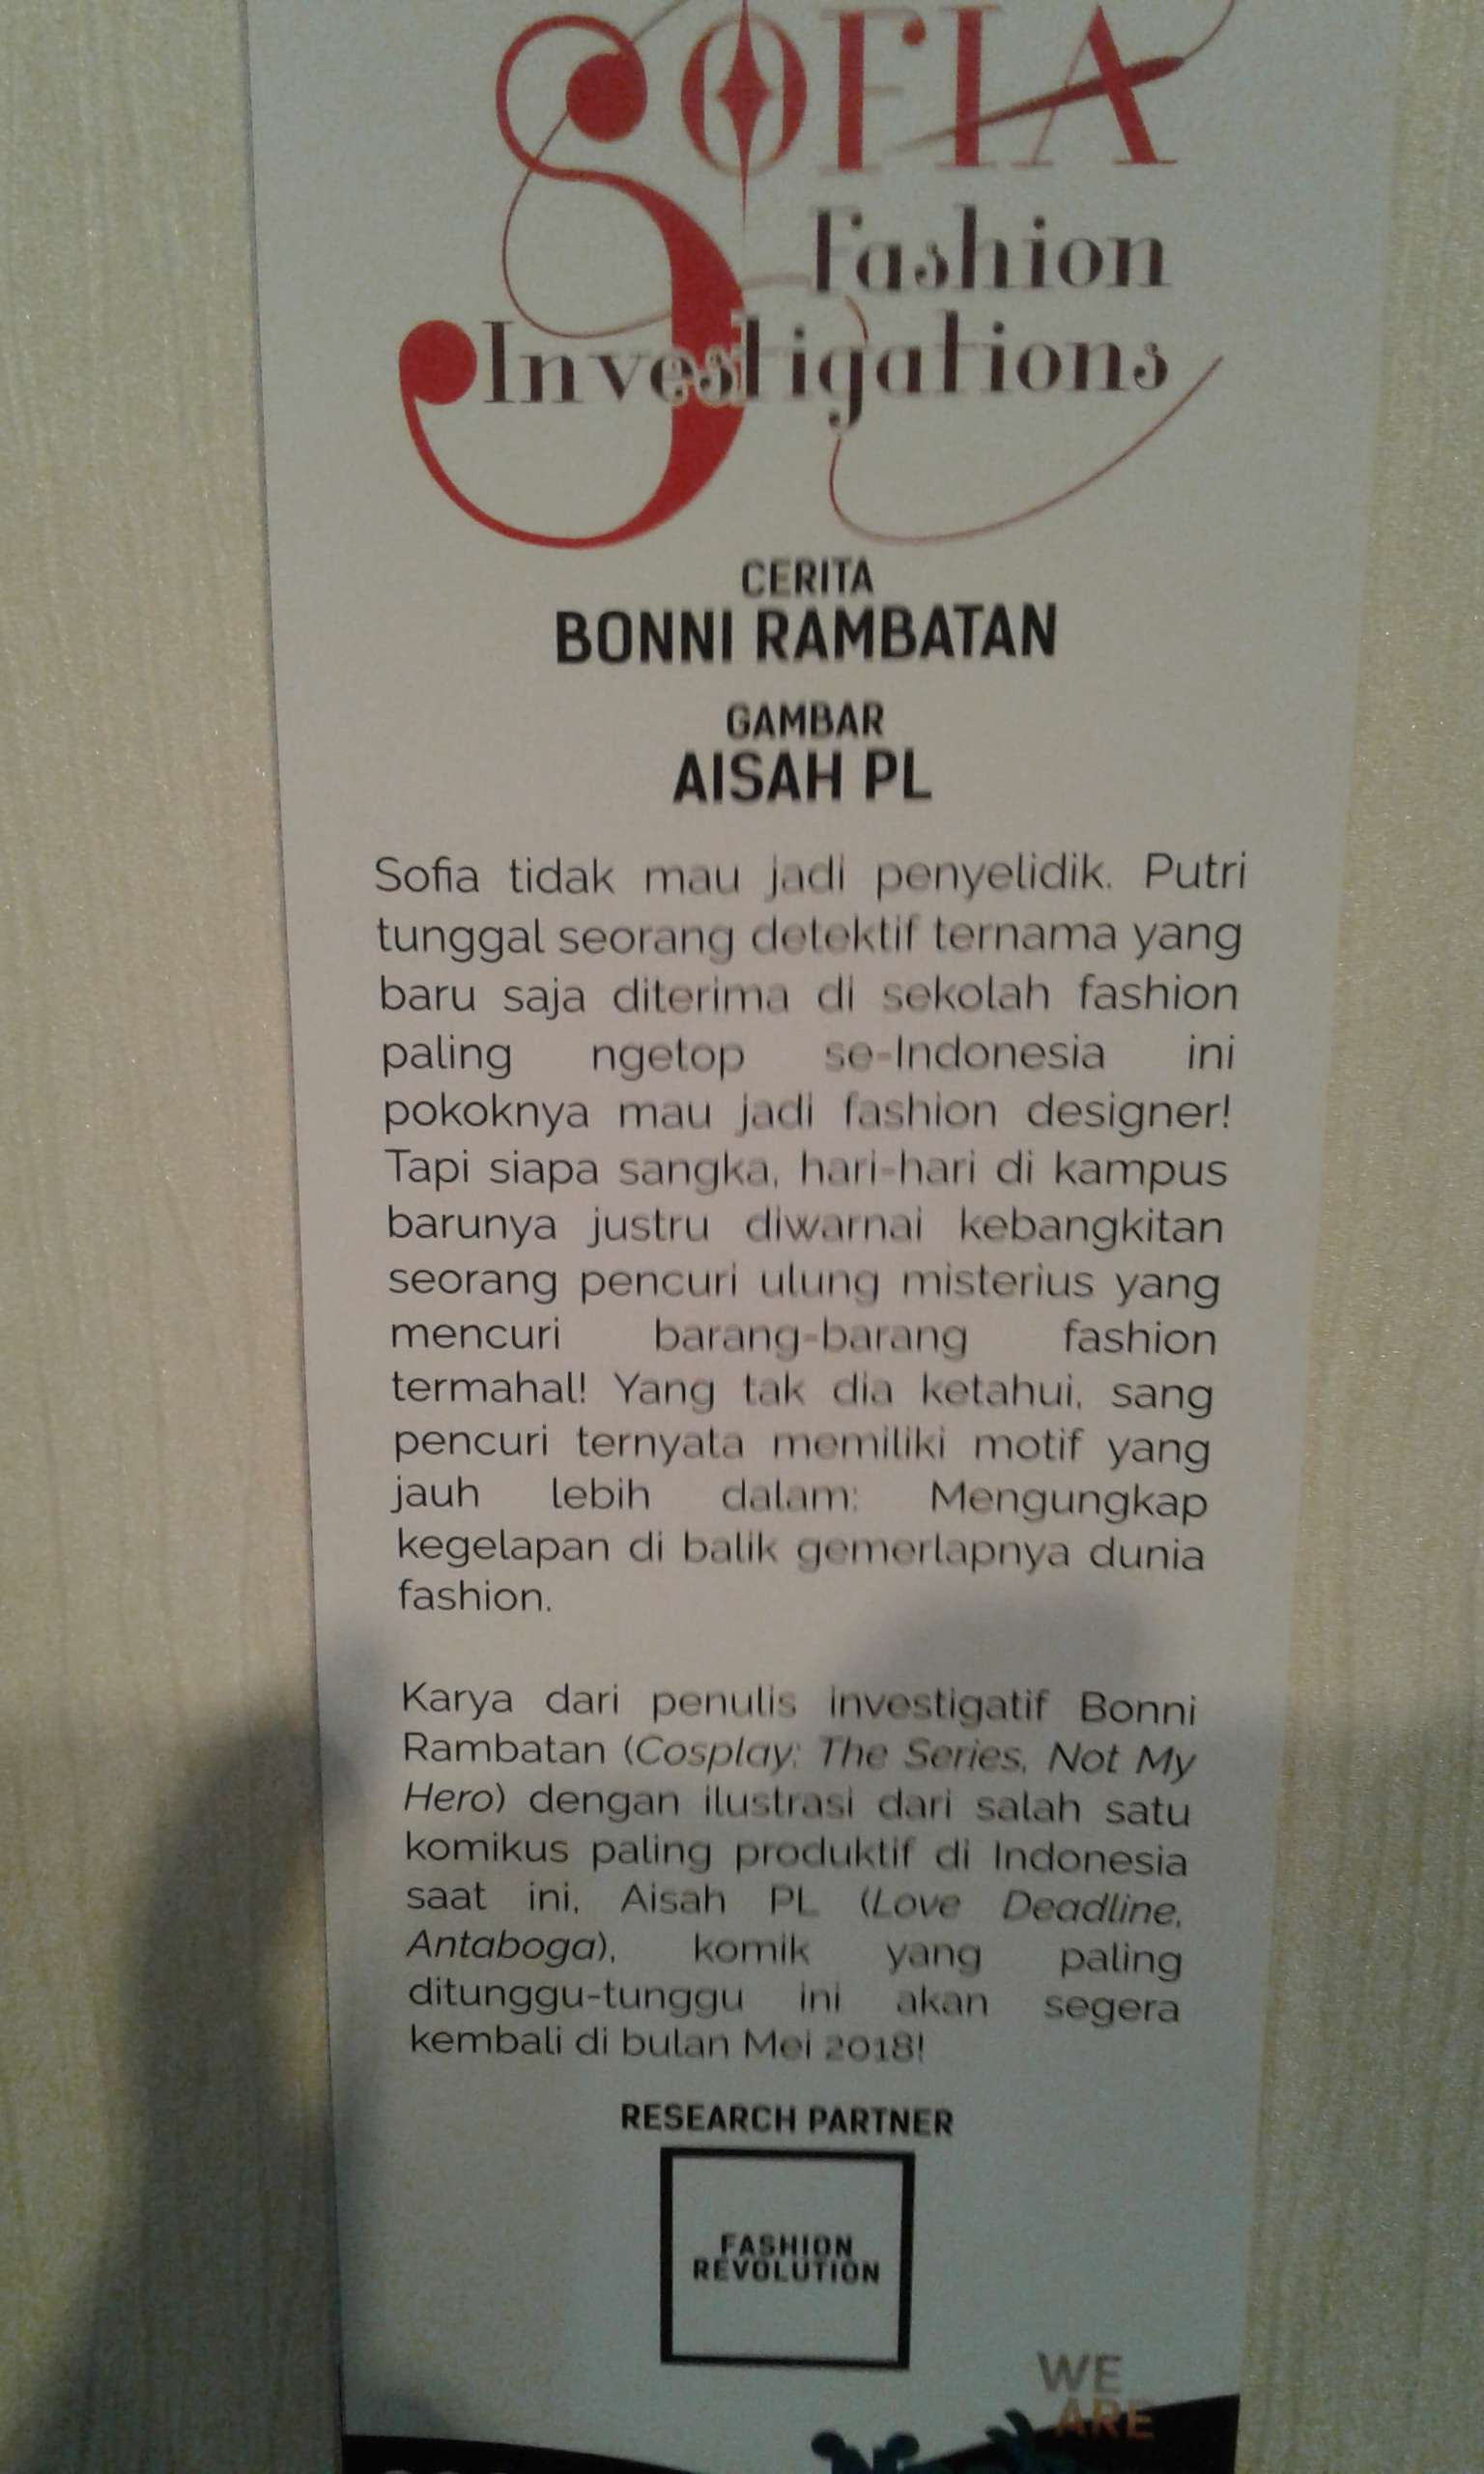 SOFIA
Fashion
Investigations
CERITA
BONNI RAMBATAN
GAMBAR
AISAH PL
Sofia tidak mau jadi penyelidik. Putri
tunggal seorang detektif ternama yang
baru saja diterima di sekolah fashion
paling ngetop se-Indonesia ini
pokoknya mau jadi fashion designer!
Tapi siapa sangka, hari-hari di kampus
barunya justru diwarnai kebangkitan
seorang pencuri ulung misterius yang
mencuri barang-barang fashion
termahal! Yang tak dia ketahui, sang
pencuri ternyata memiliki motif yang
jauh lebih dalam: Mengungkap
kegelapan di balik gemerlapnya dunia
fashion.
Karya dari penulis investigatif Bonni
Rambatan (Cosplay: The Series, Not My
Hero) dengan ilustrasi dari salah satu
komikus paling produktif di Indonesia
saat ini, Aisah PL (Love Deadline,
Antaboga), komik yang paling
ditunggu-tunggu ini akan segera
kembali di bulan Mei 2018!
RESEARCH PARTNER
FASHION
REVOLUTION
WE
ARE